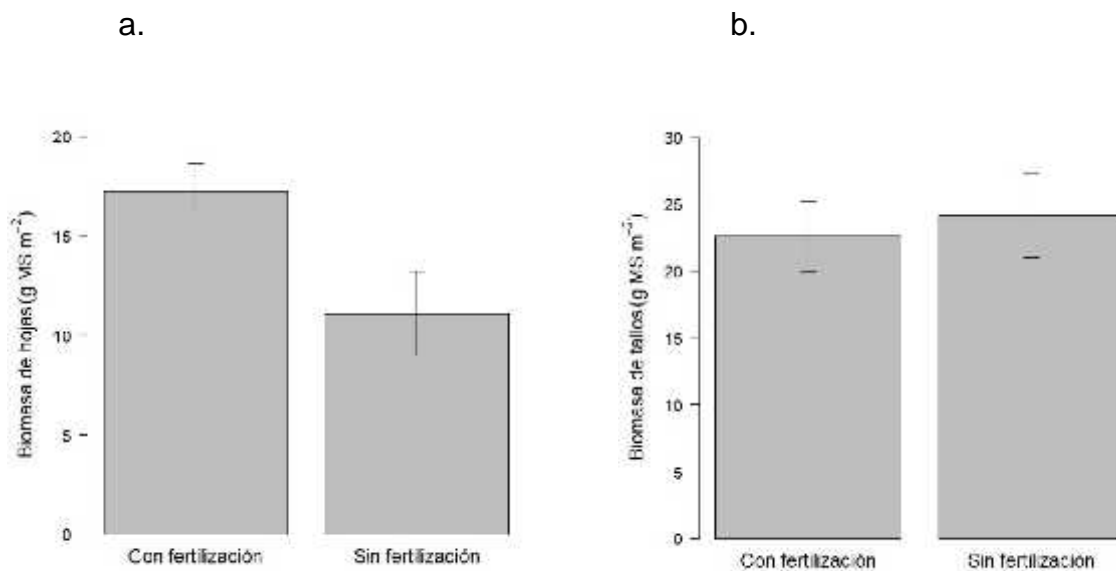 a.
b.
20
15
10
5
0
Biomasa de hojas (g MS m⁻²)
Con fertilización
Sin fertilización
30
25
20
15
10
5
0
Biomasa de tallos (g MS m⁻²)
Con fertilización
Sin fertilización